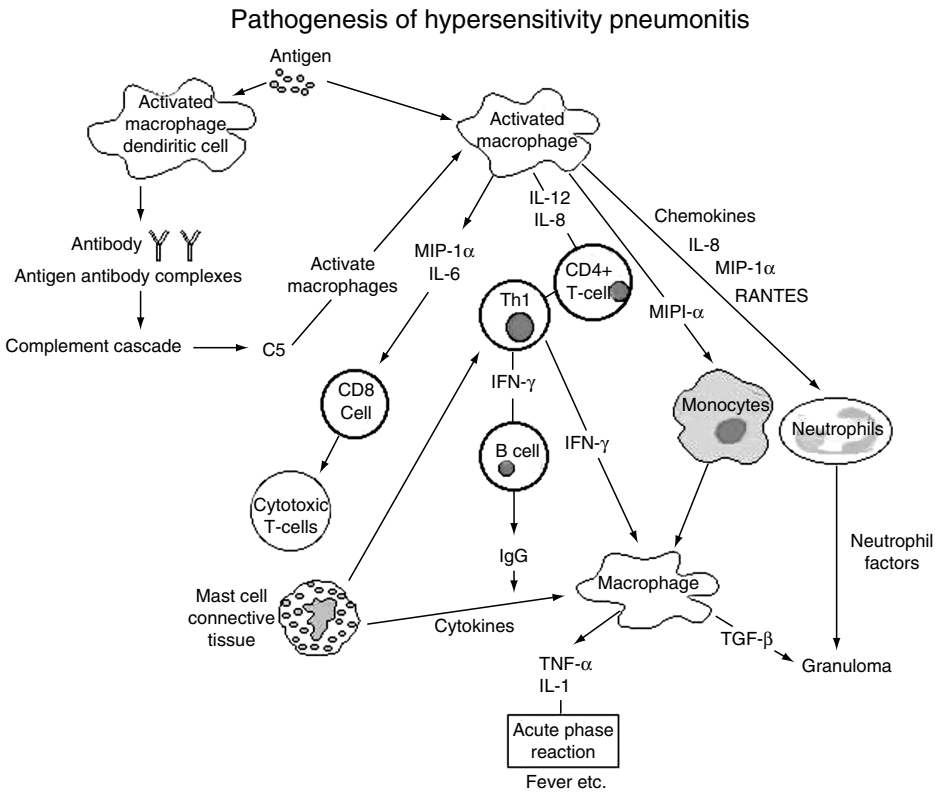 Pathogenesis of hypersensitivity pneumonitis
Antigen
Activated
macrophage
dendiritic cell
Activated
macrophage
Antibody
Antigen antibody complexes
Complement cascade
C5
Activate
macrophages
MIP-1α
IL-6
IL-12
IL-8
CD4+
T-cell
Th1
MIPI-α
Chemokines
IL-8
MIP-1α
RANTES
CD8
Cell
Cytotoxic
T-cells
IFN-γ
B cell
IgG
IFN-γ
Monocytes
Neutrophils
Neutrophil
factors
Mast cell
connective
tissue
Cytokines
Macrophage
TGF-β
Granuloma
TNF-α
IL-1
Acute phase
reaction
Fever etc.